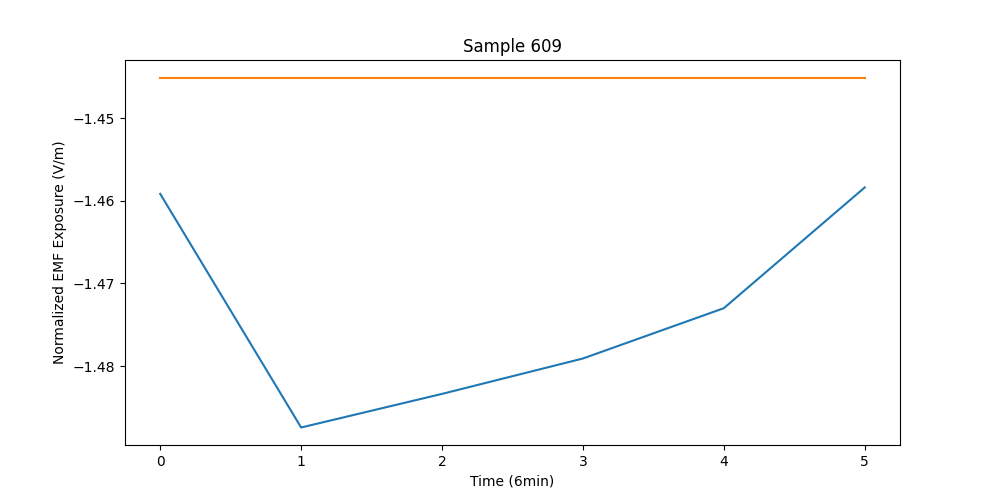 Sample 609
Normalized EMF Exposure (V/m)
−1.45
−1.46
−1.47
−1.48
0 1 2 3 4 5
Time (6min)